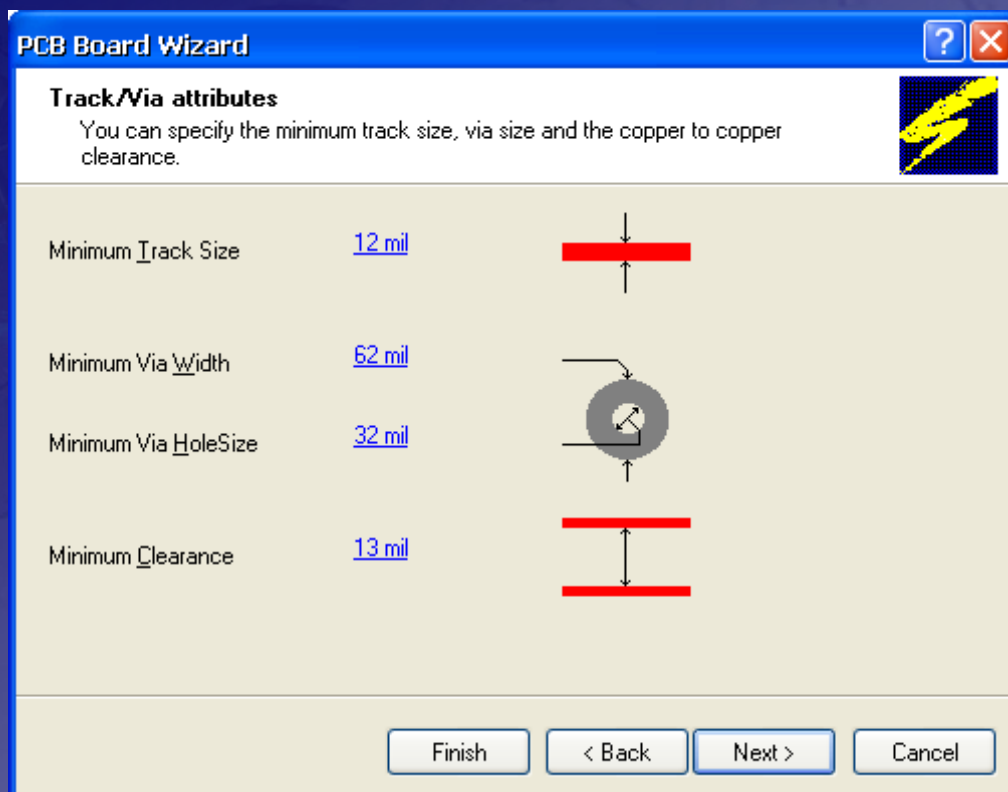 PCB Board Wizard
Track/Via attributes
You can specify the minimum track size, via size and the copper to copper
clearance.
Minimum Track Size 12 mil
Minimum Via Width 62 mil
Minimum Via HoleSize 32 mil
Minimum Clearance 13 mil
Finish < Back Next > Cancel